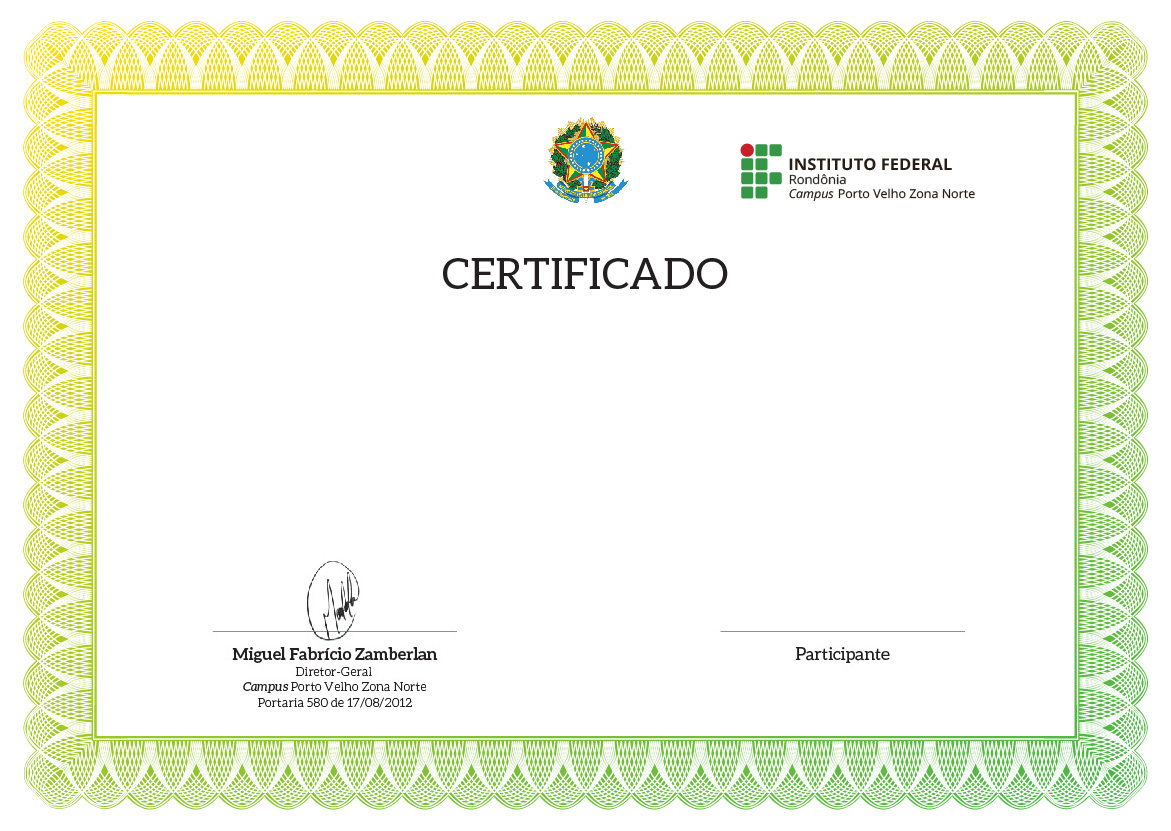 INSTITUTO FEDERAL
Rondônia
Campus Porto Velho Zona Norte
CERTIFICADO
Miguel Fabrício Zamberlan
Diretor-Geral
Campus Porto Velho Zona Norte
Portaria 580 de 17/08/2012
Participante